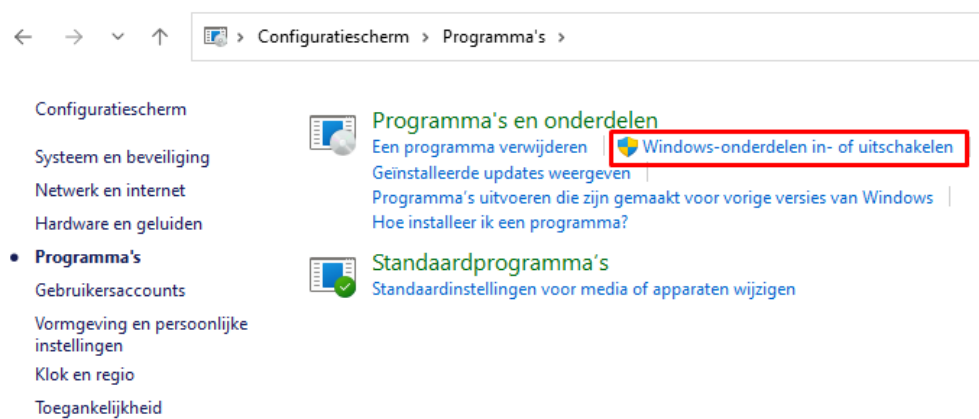 Configuratiescherm > Programma's >
Configuratiescherm
Systeem en beveiliging
Netwerk en internet
Hardware en geluiden
Programma's
Gebruikersaccounts
Vormgeving en persoonlijke
instellingen
Klok en regio
Toegankelijkheid
Programma's en onderdelen
Een programma verwijderen Windows-onderdelen in- of uitschakelen
Geïnstalleerde updates weergeven
Programma's uitvoeren die zijn gemaakt voor vorige versies van Windows
Hoe installeer ik een programma?
Standaardprogramma's
Standaardinstellingen voor media of apparaten wijzigen